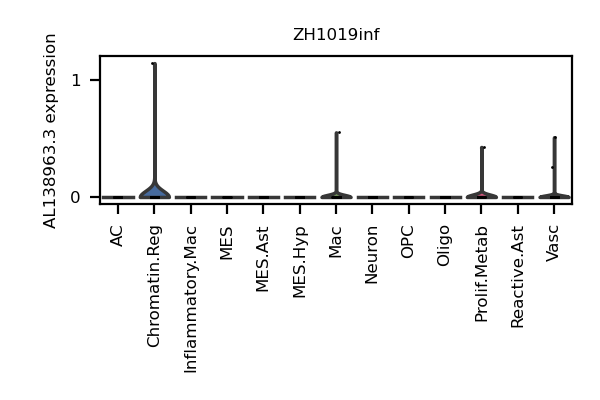 ZH1019inf
AL138963.3 expression
1
0
AC
Chromatin.Reg
Inflammatory.Mac
MES
MES.Ast
MES.Hyp
Mac
Neuron
OPC
Oligo
Prolif.Metab
Reactive.Ast
Vasc